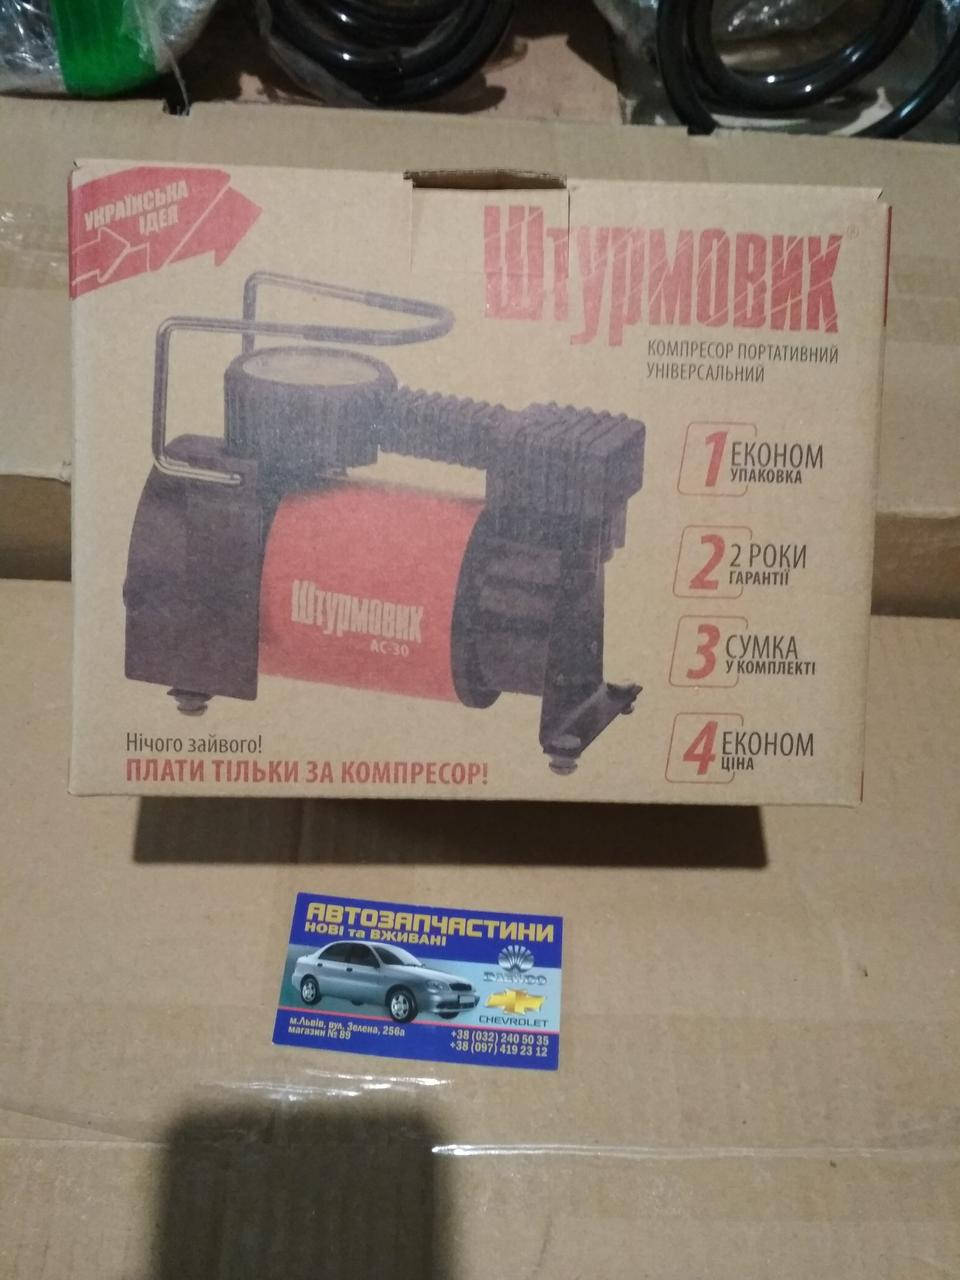 УКРАЇНСЬКА
ІДЕЯ
Штурмовик®
КОМПРЕСОР ПОРТАТИВНИЙ
УНІВЕРСАЛЬНИЙ
1 ЕКОНОМ
УПАКОВКА
2 2 РОКИ
ГАРАНТІЇ
3 СУМКА
У КОМПЛЕКТІ
4 ЕКОНОМ
ЦІНА
Штурмовик
АС-30
Нічого зайвого!
ПЛАТИ ТІЛЬКИ ЗА КОМПРЕСОР!
АВТОЗАПЧАСТИНИ
НОВІ та ВЖИВАНІ
DAEWOO
CHEVROLET
м.Львів, вул. Зелена, 256а
магазин № 89
+38 (032) 240 50 35
+38 (097) 419 23 12